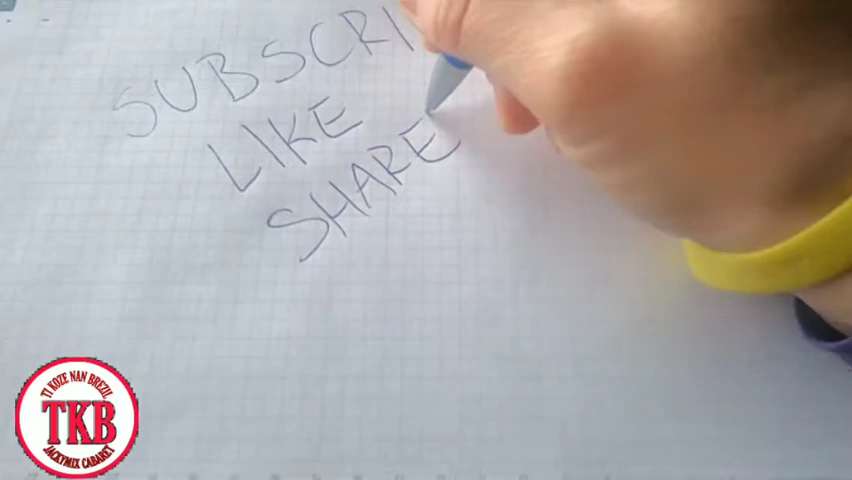 SUBSCRI
LIKE
SHARE
TI KOZE NAN BREZIL
TKB
JACKYMIX CABARET